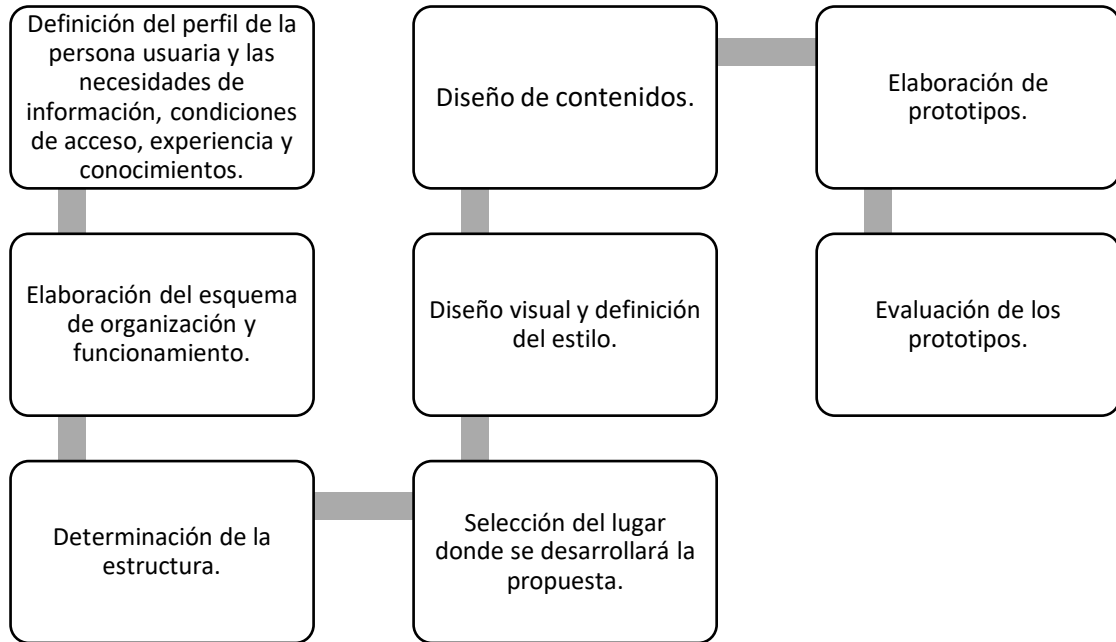 Definición del perfil de la
persona usuaria y las
necesidades de
información, condiciones
de acceso, experiencia y
conocimientos.
Elaboración del esquema
de organización y
funcionamiento.
Determinación de la
estructura.
Selección del lugar
donde se desarrollará la
propuesta.
Diseño visual y definición
del estilo.
Diseño de contenidos.
Elaboración de
prototipos.
Evaluación de los
prototipos.